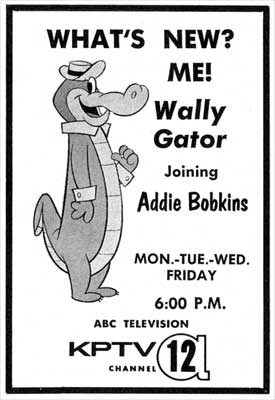 WHAT'S NEW?
ME!
Wally
Gator
Joining
Addie Bobkins
MON.-TUE.-WED.
FRIDAY
6:00 P.M.
ABC TELEVISION
KPTV 12
CHANNEL
a